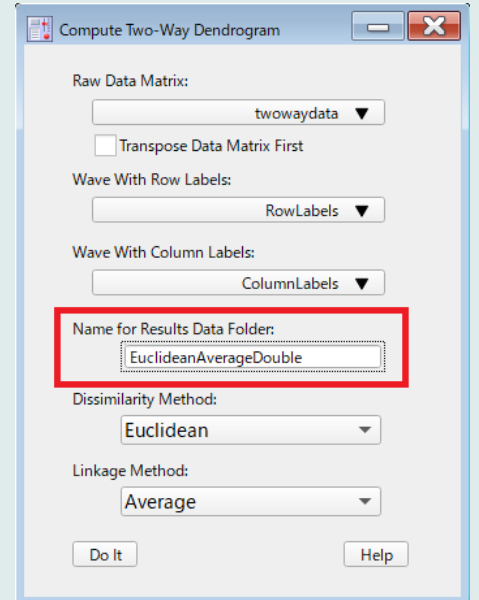 Compute Two-Way Dendrogram
Raw Data Matrix:
twowaydata
Transpose Data Matrix First
Wave With Row Labels:
RowLabels
Wave With Column Labels:
ColumnLabels
Name for Results Data Folder:
EuclideanAverageDouble
Dissimilarity Method:
Euclidean
Linkage Method:
Average
Do It Help